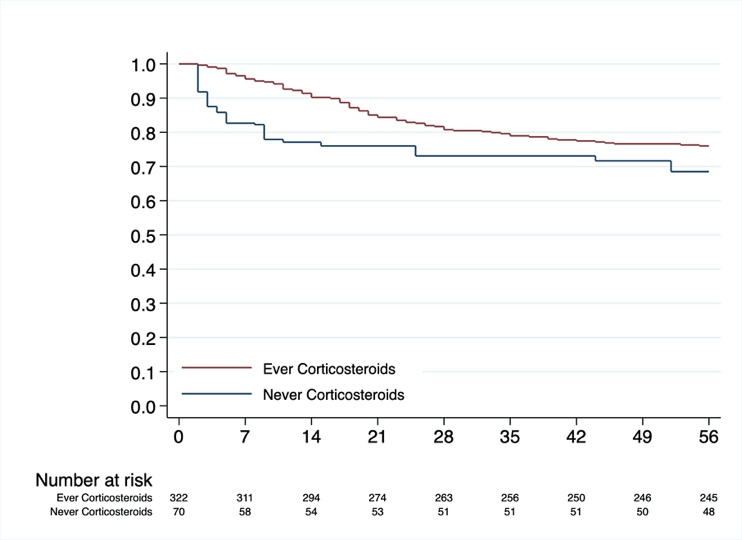 1.0
0.9
0.8
0.7
0.6
0.5
0.4
0.3
0.2
0.1
0.0
Ever Corticosteroids
Never Corticosteroids
0 7 14 21 28 35 42 49 56
Number at risk
Ever Corticosteroids 322 311 294 274 263 256 250 246 245
Never Corticosteroids 70 58 54 53 51 51 51 50 48